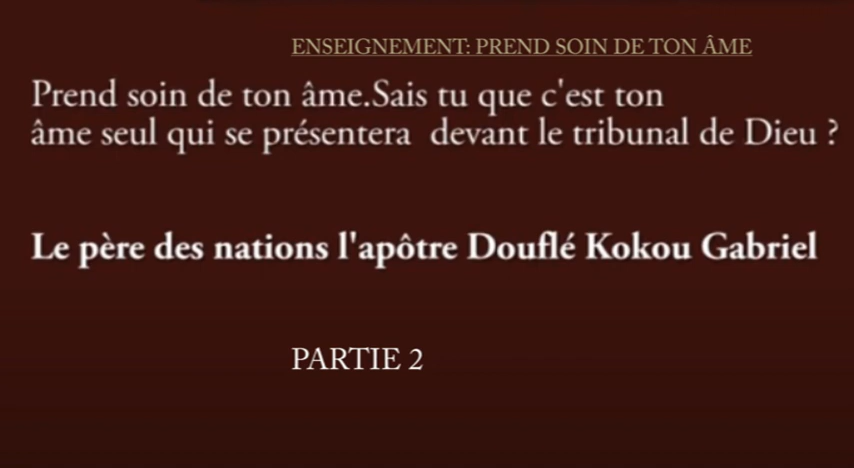 ENSEIGNEMENT: PREND SOIN DE TON ÂME
Prend soin de ton âme.Sais tu que c'est ton
âme seul qui se présentera devant le tribunal de Dieu ?
Le père des nations l'apôtre Douflé Kokou Gabriel
PARTIE 2